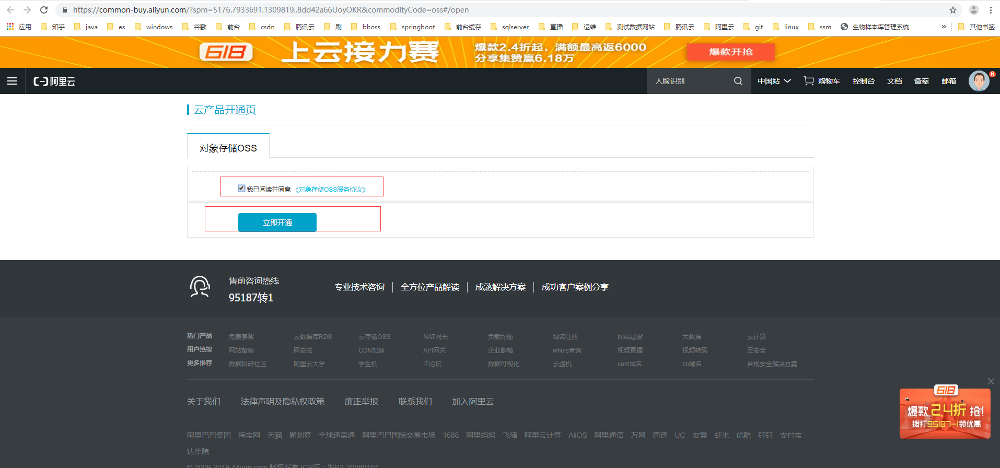 https://common-buy.aliyun.com/?spm=5176.7933691.1309819..8dd42a66UoyOKR&commodityCode=oss#/open
应用 知乎 java es windows 谷歌 前台 csdn 腾讯云 刷 bboss springboot 前台缓存 sqlserver 直播 运维 测试数据网站 腾讯云 阿里云 git linux ssm 生物样本库管理系统 » 其他书签
618 上云接力赛 爆款2.4折起，满额最高返6000 爆款开抢
分享集赞赢6.18万
阿里云 人脸识别 中国站 购物车 控制台 文档 备案 邮箱 6
云产品开通页
对象存储OSS
我已阅读并同意 《对象存储OSS服务协议》
立即开通
售前咨询热线
95187转1
专业技术咨询 全方位产品解读 成熟解决方案 成功客户案例分享
热门产品 免费套餐 云数据库RDS 云存储OSS NAT网关 负载均衡 域名注册 网站建设 大数据 云计算
用户热搜 网站备案 网安法 CDN加速 API网关 企业邮箱 whois查询 视频直播 视频转码 云安全
更多推荐 数据科研社区 阿里云大学 学生机 IT论坛 数据可视化 云虚机 com域名 cn域名 合规安全解决方案
关于我们 法律声明及隐私权政策 廉正举报 联系我们 加入阿里云
618
爆款2.4折 抢!
拨打95187-1领优惠
阿里巴巴集团 淘宝网 天猫 聚划算 全球速卖通 阿里巴巴国际交易市场 1688 阿里妈妈 飞猪 阿里云计算 AliOS 阿里通信 万网 高德 UC 友盟 虾米 优酷 钉钉 支付宝
达摩院
© 2009-2019 Aliyun.com 版权所有 ICP证：浙B2-20080101